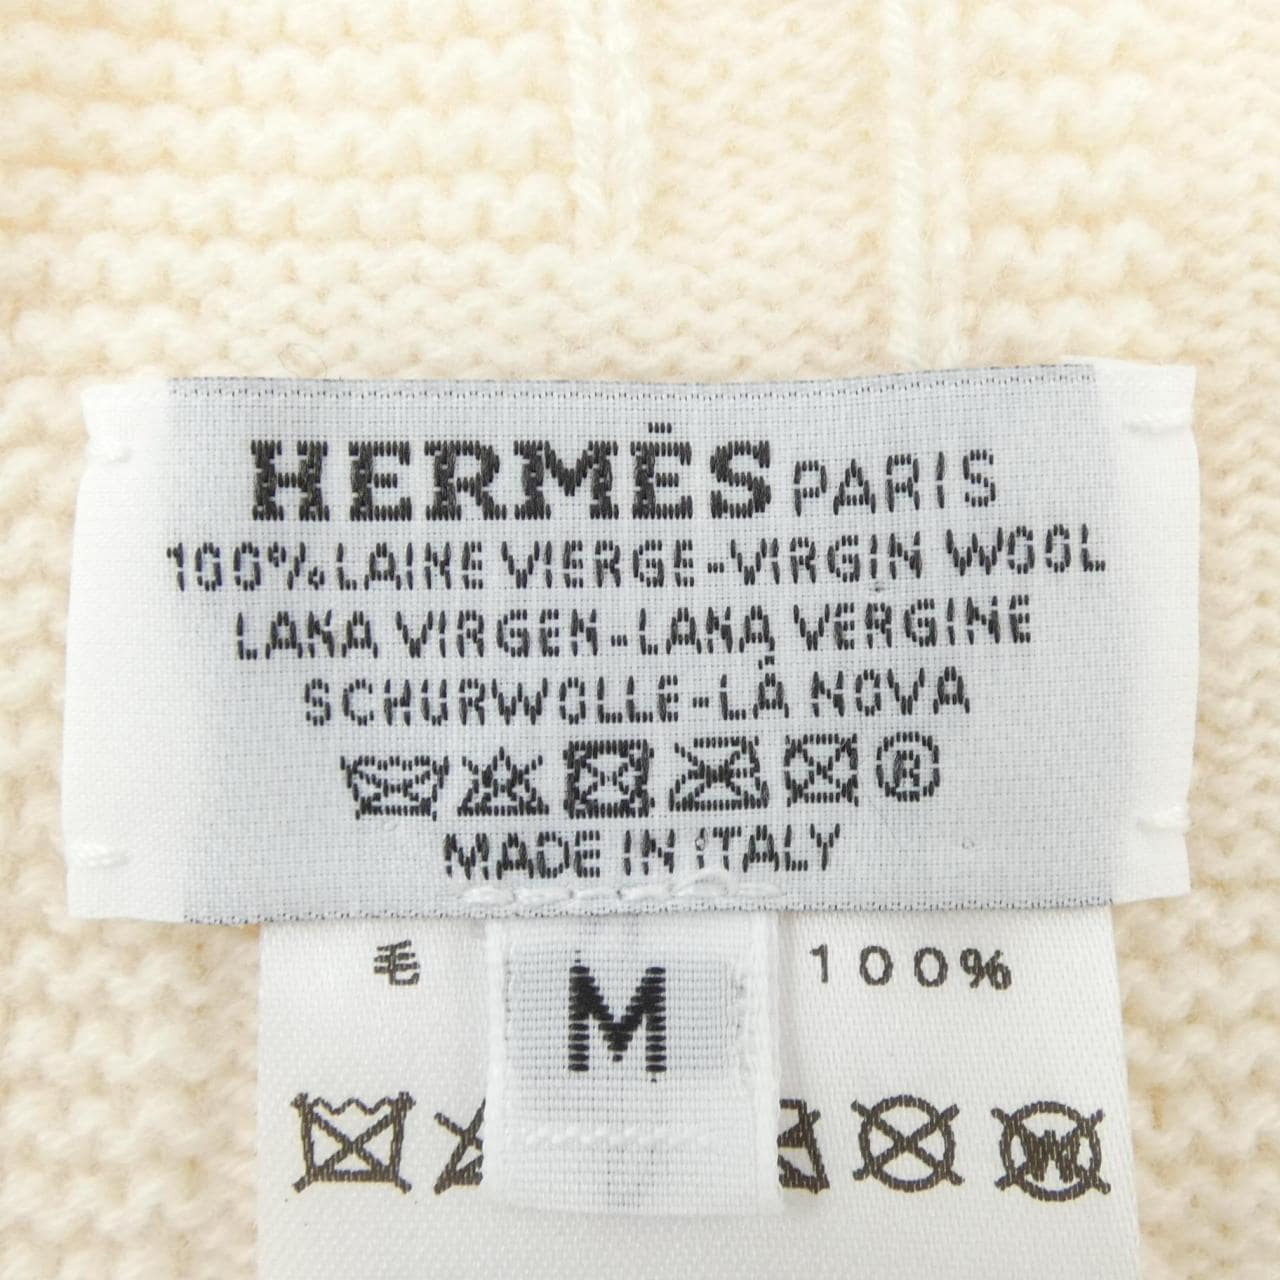 HERMÈS PARIS
100% LAINE VIERGE-VIRGIN WOOL
LANA VIRGEN-LANA VERGINE
SCHURWOLLE-LÃ NOVA
®
MADE IN ITALY
毛 100%
M
W